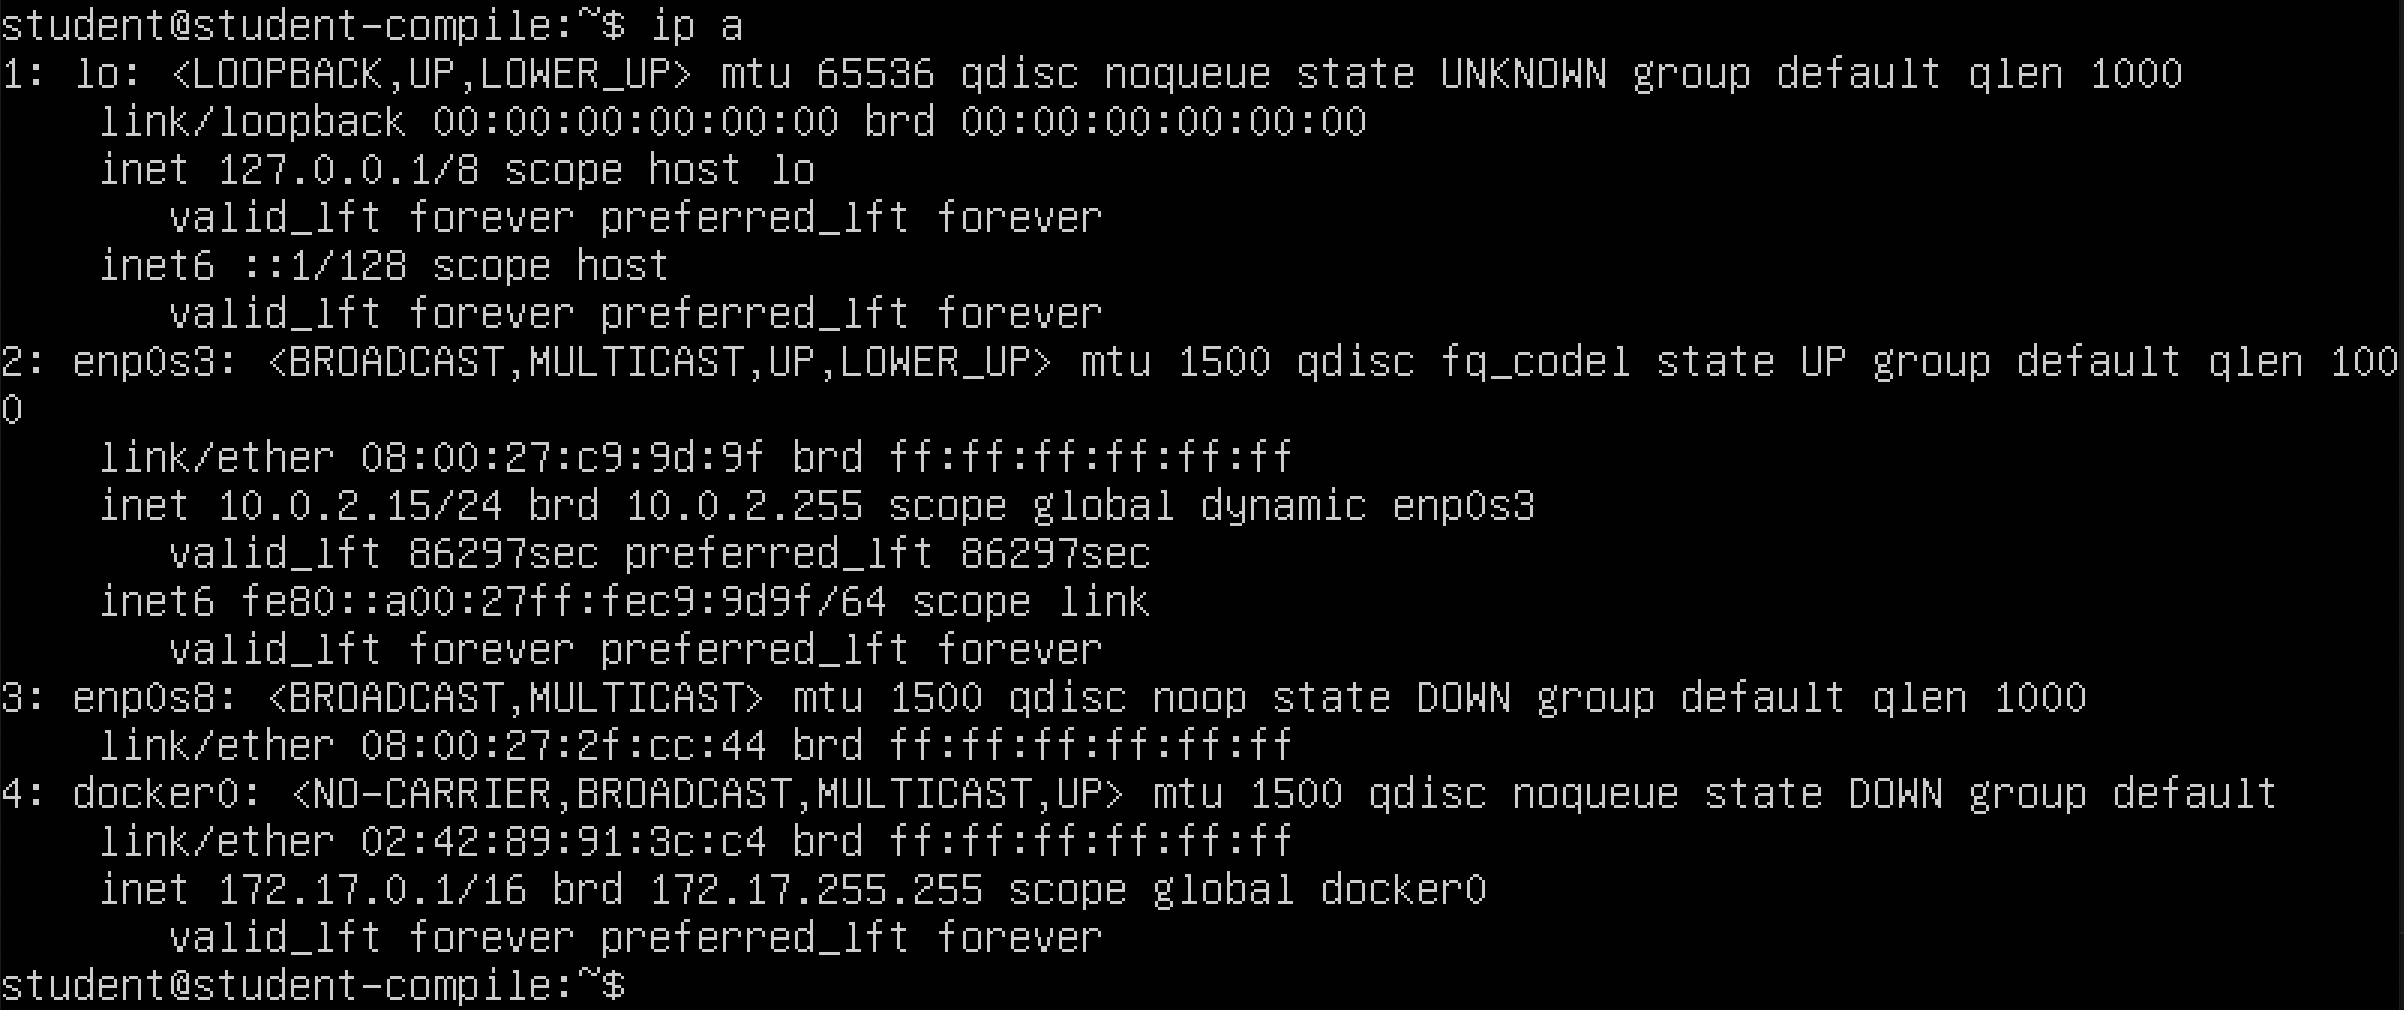 student@student-compile:~$ ip a
1: lo: <LOOPBACK,UP,LOWER_UP> mtu 65536 qdisc noqueue state UNKNOWN group default qlen 1000
    link/loopback 00:00:00:00:00:00 brd 00:00:00:00:00:00
    inet 127.0.0.1/8 scope host lo
       valid_lft forever preferred_lft forever
    inet6 ::1/128 scope host
       valid_lft forever preferred_lft forever
2: enp0s3: <BROADCAST,MULTICAST,UP,LOWER_UP> mtu 1500 qdisc fq_codel state UP group default qlen 100
0
    link/ether 08:00:27:c9:9d:9f brd ff:ff:ff:ff:ff:ff
    inet 10.0.2.15/24 brd 10.0.2.255 scope global dynamic enp0s3
       valid_lft 86297sec preferred_lft 86297sec
    inet6 fe80::a00:27ff:fec9:9d9f/64 scope link
       valid_lft forever preferred_lft forever
3: enp0s8: <BROADCAST,MULTICAST> mtu 1500 qdisc noop state DOWN group default qlen 1000
    link/ether 08:00:27:2f:cc:44 brd ff:ff:ff:ff:ff:ff
4: docker0: <NO-CARRIER,BROADCAST,MULTICAST,UP> mtu 1500 qdisc noqueue state DOWN group default
    link/ether 02:42:89:91:3c:c4 brd ff:ff:ff:ff:ff:ff
    inet 172.17.0.1/16 brd 172.17.255.255 scope global docker0
       valid_lft forever preferred_lft forever
student@student-compile:~$